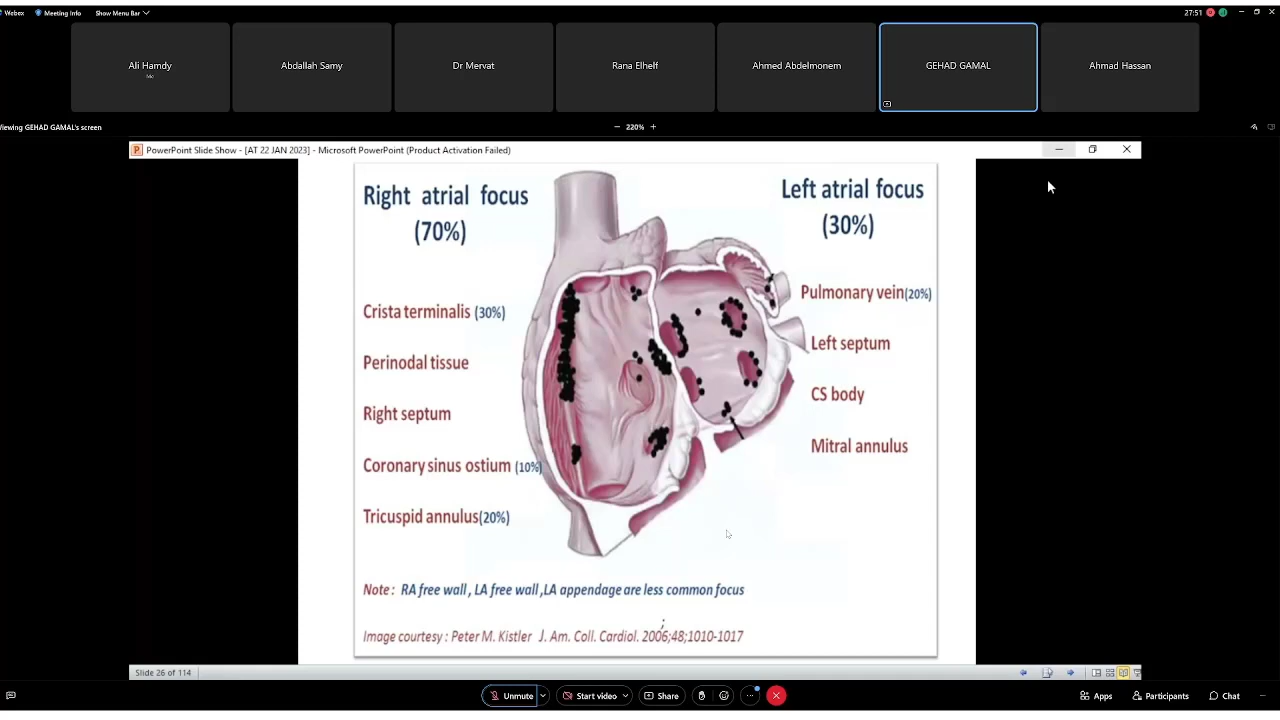 Webex
Meeting Info
Show Menu Bar
27:51
Ali Hamdy
Mc
Abdallah Samy
Dr Mervat
Rana Elhelf
Ahmed Abdelmonem
GEHAD GAMAL
Ahmad Hassan
iewing GEHAD GAMAL's screen
220%
PowerPoint Slide Show - [AT 22 JAN 2023] - Microsoft PowerPoint (Product Activation Failed)
Right atrial focus
(70%)
Left atrial focus
(30%)
Crista terminalis (30%)
Perinodal tissue
Right septum
Coronary sinus ostium (10%)
Tricuspid annulus(20%)
Pulmonary vein(20%)
Left septum
CS body
Mitral annulus
Note : RA free wall , LA free wall ,LA appendage are less common focus
;
Image courtesy : Peter M. Kistler J. Am. Coll. Cardiol. 2006;48;1010-1017
Slide 26 of 114
Unmute
Start video
Share
Apps
Participants
Chat